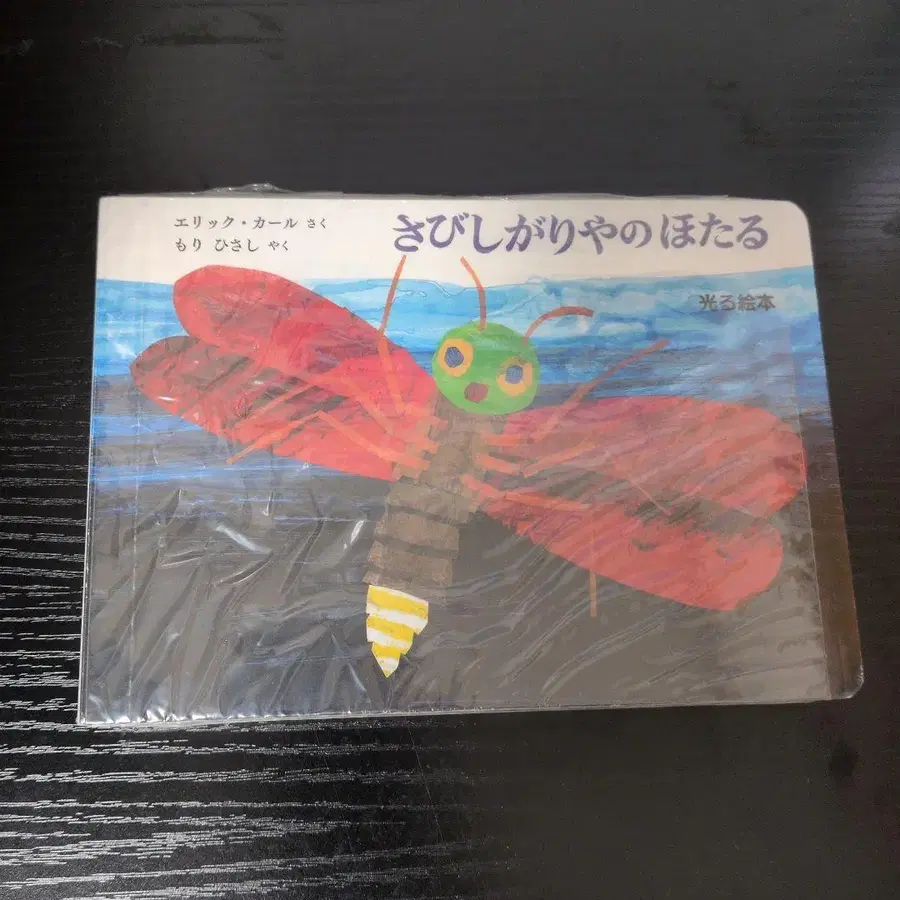 エリック・カール さく
もり ひさし やく
さびしがりやのほたる
光る絵本